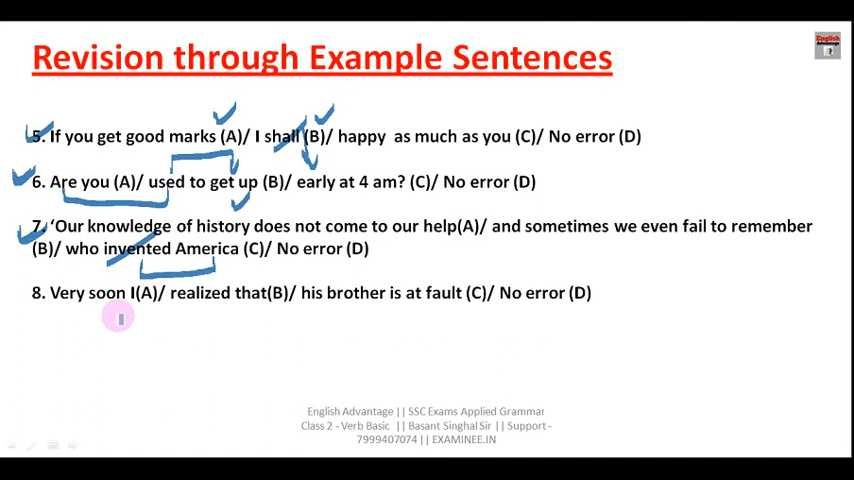 Revision through Example Sentences
English
Advantage
5. If you get good marks (A)/ I shall (B)/ happy as much as you (C)/ No error (D)
6. Are you (A)/ used to get up (B)/ early at 4 am? (C)/ No error (D)
7. ‘Our knowledge of history does not come to our help(A)/ and sometimes we even fail to remember
(B)/ who invented America (C)/ No error (D)
8. Very soon I(A)/ realized that(B)/ his brother is at fault (C)/ No error (D)
English Advantage || SSC Exams Applied Grammar
Class 2 - Verb Basic || Basant Singhal Sir || Support -
7999407074 || EXAMINEE.IN